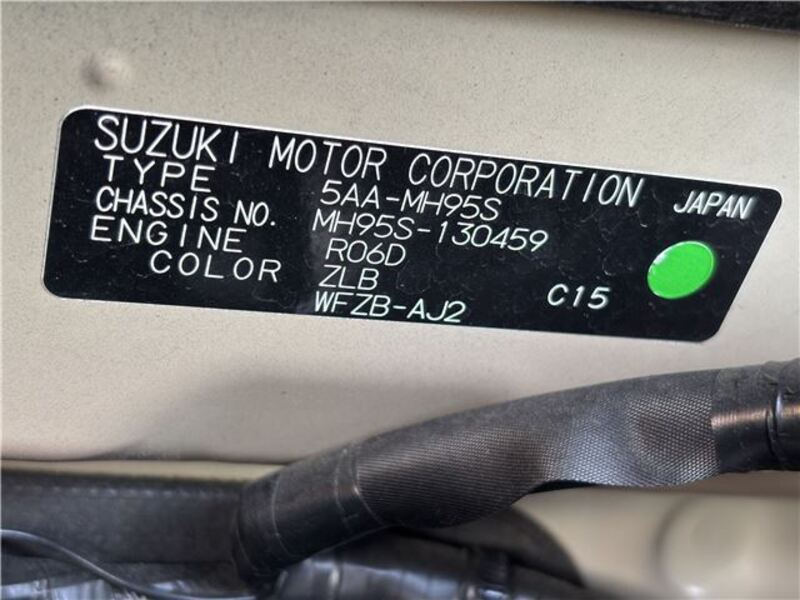 SUZUKI MOTOR CORPORATION JAPAN
TYPE 5AA-MH95S
CHASSIS NO. MH95S-130459
ENGINE R06D
COLOR ZLB
WFZB-AJ2 C15